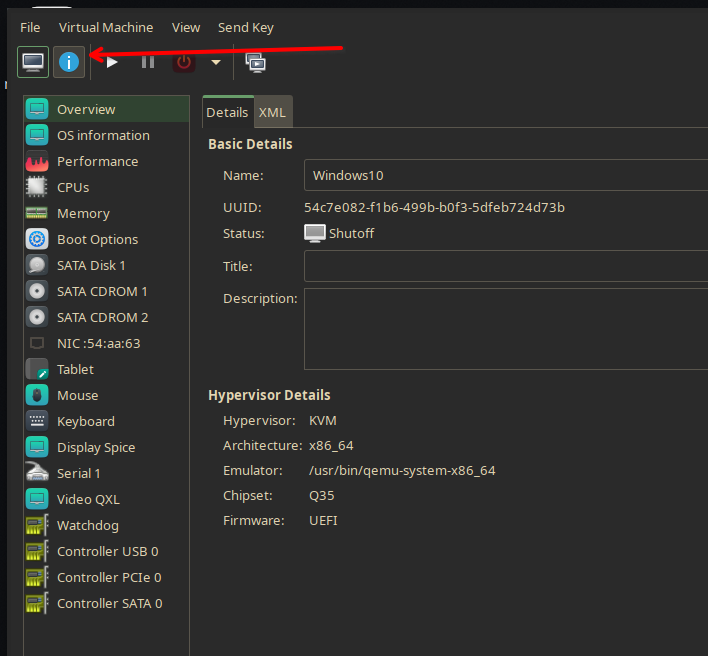 File Virtual Machine View Send Key
Overview
OS information
Performance
CPUs
Memory
Boot Options
SATA Disk 1
SATA CDROM 1
SATA CDROM 2
NIC :54:aa:63
Tablet
Mouse
Keyboard
Display Spice
Serial 1
Video QXL
Watchdog
Controller USB 0
Controller PCIe 0
Controller SATA 0
Details XML
Basic Details
Name: Windows10
UUID: 54c7e082-f1b6-499b-b0f3-5dfeb724d73b
Status: Shutoff
Title:
Description:
Hypervisor Details
Hypervisor: KVM
Architecture: x86_64
Emulator: /usr/bin/qemu-system-x86_64
Chipset: Q35
Firmware: UEFI